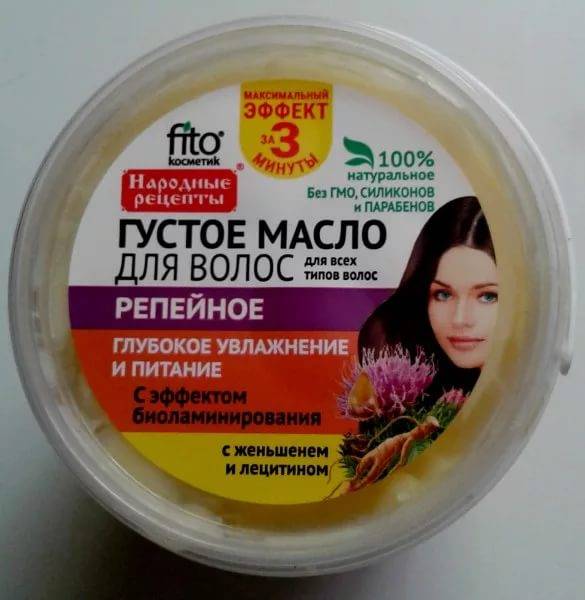 МАКСИМАЛЬНЫЙ
ЭФФЕКТ
ЗА 3
МИНУТЫ
fito®
косметик
Народные
рецепты®
100%
натуральное
Без ГМО, СИЛИКОНОВ
и ПАРАБЕНОВ
ГУСТОЕ МАСЛО
ДЛЯ ВОЛОС
для всех
типов волос
РЕПЕЙНОЕ
ГЛУБОКОЕ УВЛАЖНЕНИЕ
И ПИТАНИЕ
С эффектом
биоламинирования
с женьшенем
и лецитином